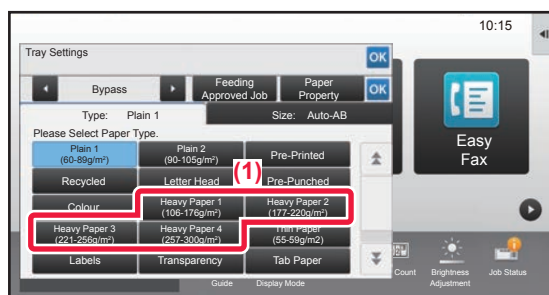 10:15
Tray Settings
OK
Bypass
Feeding
Approved Job
Paper
Property
OK
Type: Plain 1
Size: Auto-AB
Please Select Paper Type.
Plain 1
(60-89g/m²)
Plain 2
(90-105g/m²)
Pre-Printed
Recycled
Letter Head
(1)
Pre-Punched
Colour
Heavy Paper 1
(106-176g/m²)
Heavy Paper 2
(177-220g/m²)
Heavy Paper 3
(221-256g/m²)
Heavy Paper 4
(257-300g/m²)
Thin Paper
(55-59g/m2)
Labels
Transparency
Tab Paper
Easy
Fax
Count
Brightness
Adjustment
Job Status
Guide
Display Mode